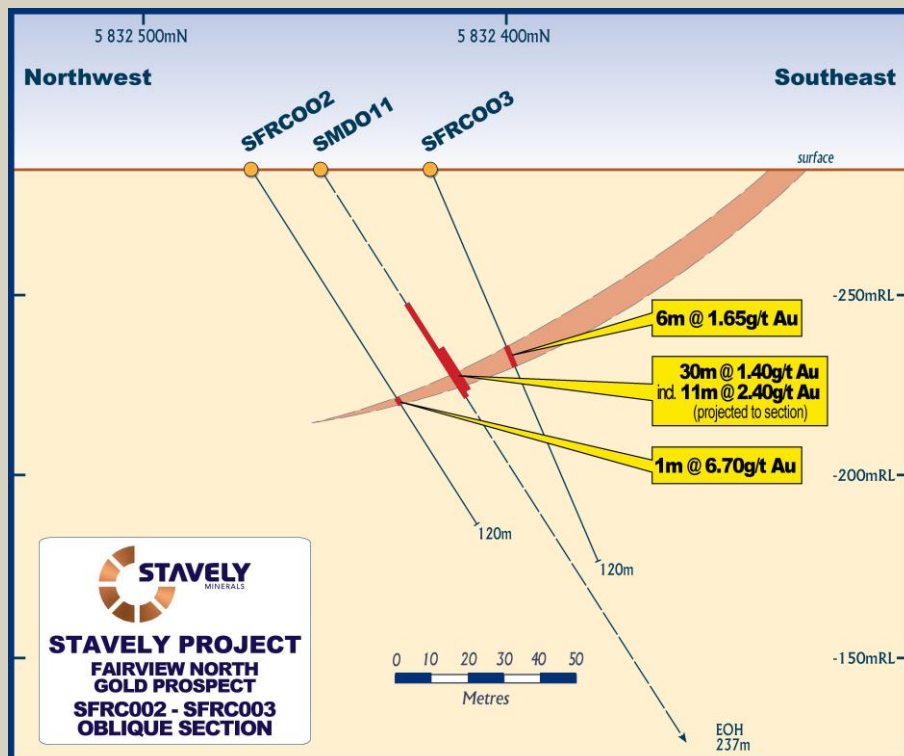 5 832 500mN
5 832 400mN
Northwest
Southeast
SFRC002
SMD011
SFRC003
surface
-250mRL
6m @ 1.65g/t Au
30m @ 1.40g/t Au
incl. 11m @ 2.40g/t Au
(projected to section)
1m @ 6.70g/t Au
-200mRL
120m
120m
STAVELY
MINERALS
STAVELY PROJECT
FAIRVIEW NORTH
GOLD PROSPECT
SFRC002 - SFRC003
OBLIQUE SECTION
0 10 20 30 40 50
Metres
-150mRL
EOH
237m